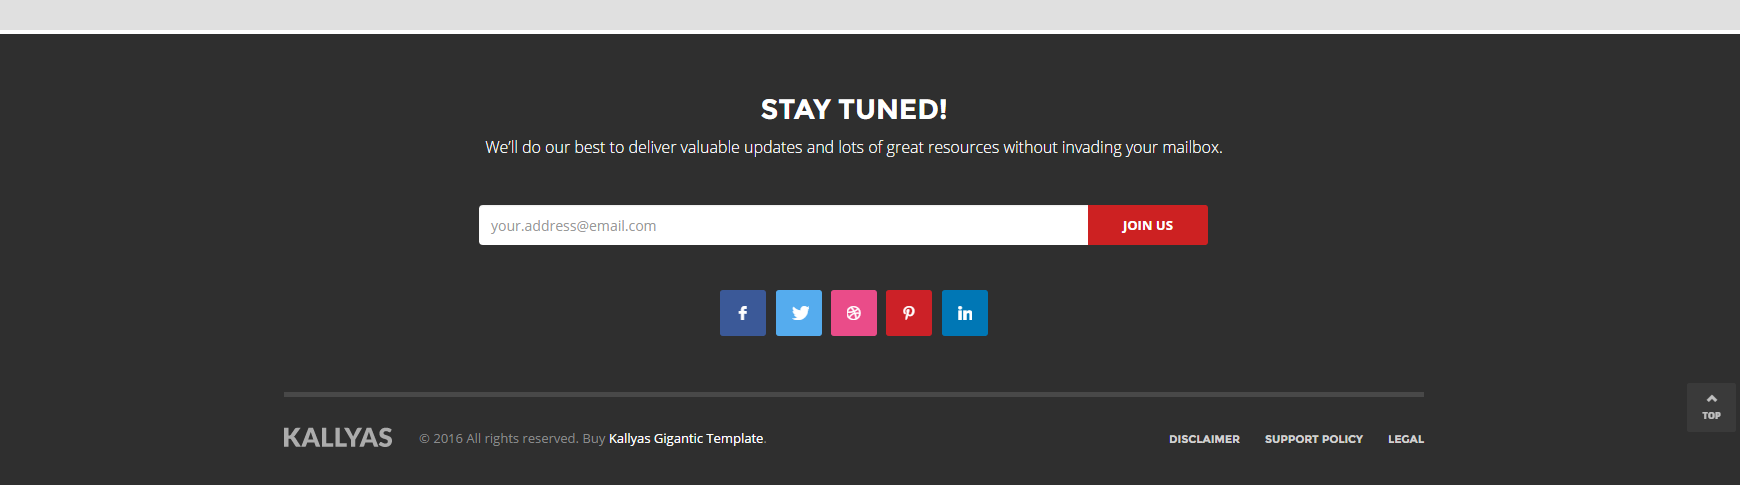 STAY TUNED!
We'll do our best to deliver valuable updates and lots of great resources without invading your mailbox.
your.address@email.com
JOIN US
TOP
KALLYAS
© 2016 All rights reserved. Buy Kallyas Gigantic Template.
DISCLAIMER
SUPPORT POLICY
LEGAL